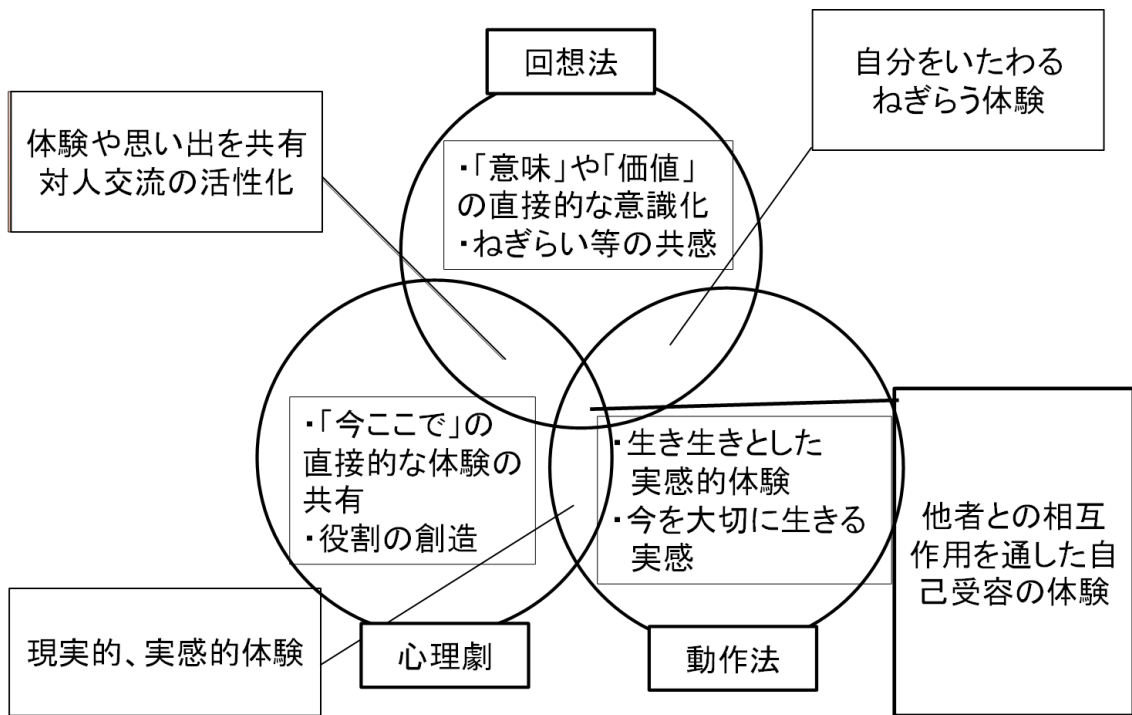 回想法
自分をいたわる
ねぎらう体験
体験や思い出を共有
対人交流の活性化
・「意味」や「価値」
の直接的な意識化
・ねぎらい等の共感
・「今ここで」の
直接的な体験の
共有
・役割の創造
・生き生きとした
実感的体験
・今を大切に生きる
実感
他者との相互
作用を通した自
己受容の体験
現実的、実感的体験
心理劇
動作法